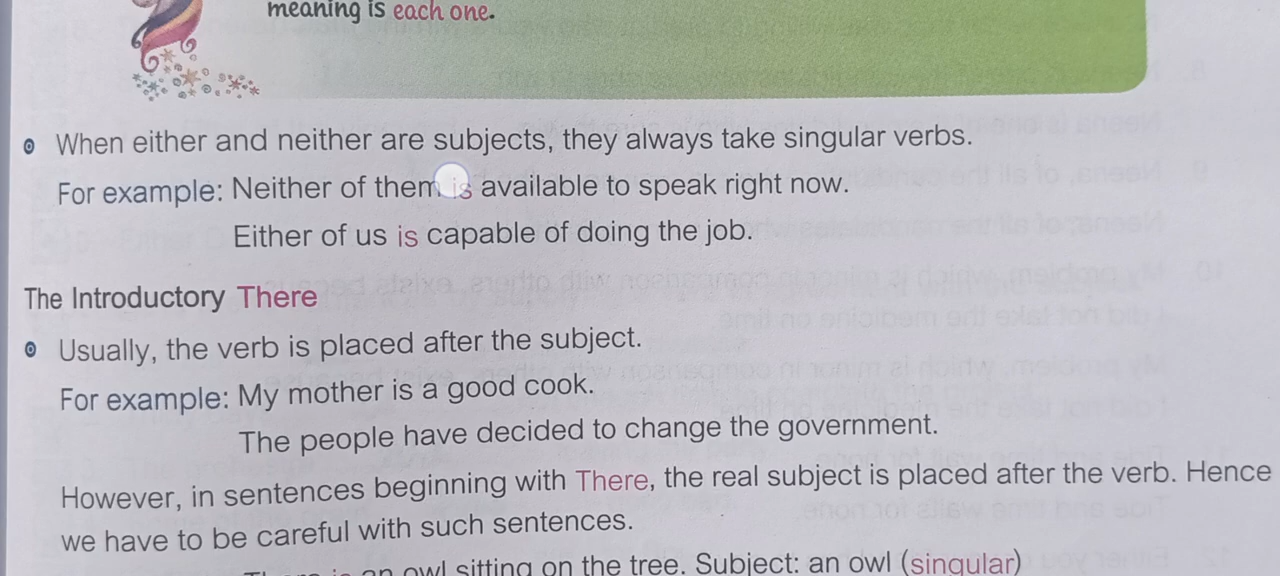 meaning is each one.
When either and neither are subjects, they always take singular verbs.
For example: Neither of them is available to speak right now.
Either of us is capable of doing the job.
The Introductory There
Usually, the verb is placed after the subject.
For example: My mother is a good cook.
The people have decided to change the government.
However, in sentences beginning with There, the real subject is placed after the verb. Hence
we have to be careful with such sentences.
There is an owl sitting on the tree. Subject: an owl (singular)